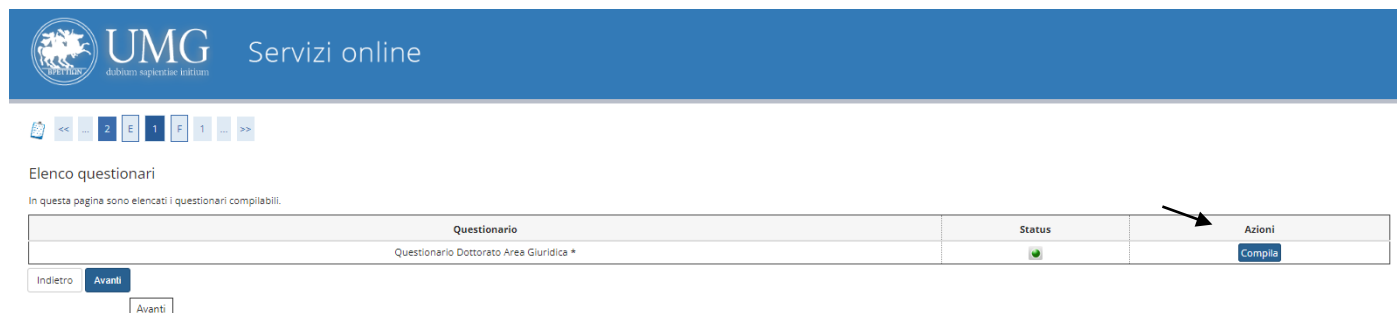 UMG
dubium sapientiae initium
Servizi online
<< ... 2 E 1 F 1 ... >>
Elenco questionari
In questa pagina sono elencati i questionari compilabili.
Questionario Status Azioni
Questionario Dottorato Area Giuridica * Compila
Indietro Avanti
Avanti